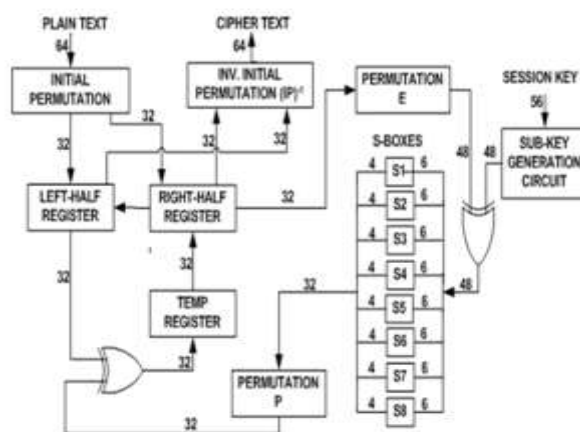 PLAIN TEXT
64
INITIAL
PERMUTATION
CIPHER TEXT
64
INV. INITIAL
PERMUTATION (IP)⁻¹
PERMUTATION
E
SESSION KEY
56
SUB-KEY
GENERATION
CIRCUIT
32
32
32
32
48
48
S-BOXES
LEFT-HALF
REGISTER
RIGHT-HALF
REGISTER
32
4 S1 6
4 S2 6
4 S3 6
4 S4 6
4 S5 6
4 S6 6
4 S7 6
4 S8 6
48
32
32
32
TEMP
REGISTER
32
PERMUTATION
P
32